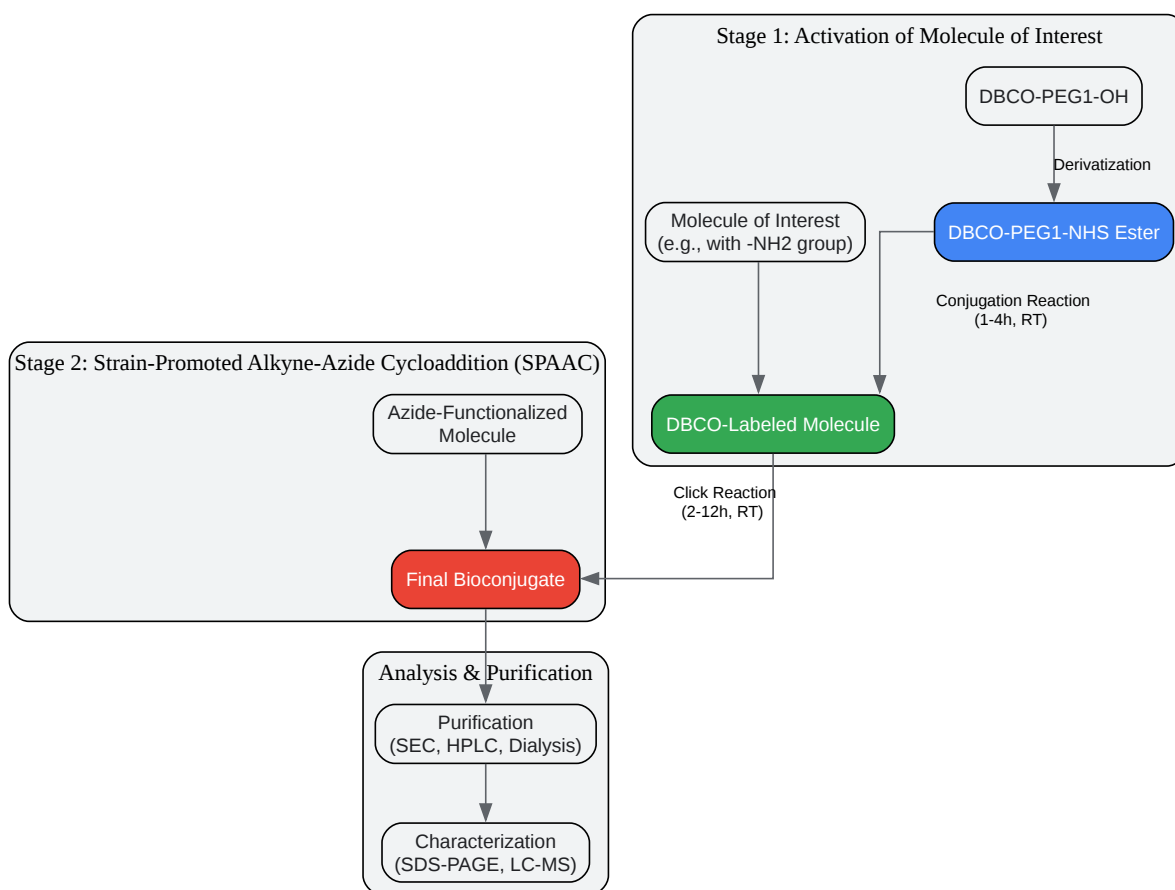 Stage 1: Activation of Molecule of Interest
DBCO-PEG1-OH
Derivatization
Molecule of Interest
(e.g., with -NH2 group)
DBCO-PEG1-NHS Ester
Conjugation Reaction
(1-4h, RT)
DBCO-Labeled Molecule
Click Reaction
(2-12h, RT)
Stage 2: Strain-Promoted Alkyne-Azide Cycloaddition (SPAAC)
Azide-Functionalized
Molecule
Final Bioconjugate
Analysis & Purification
Purification
(SEC, HPLC, Dialysis)
Characterization
(SDS-PAGE, LC-MS)